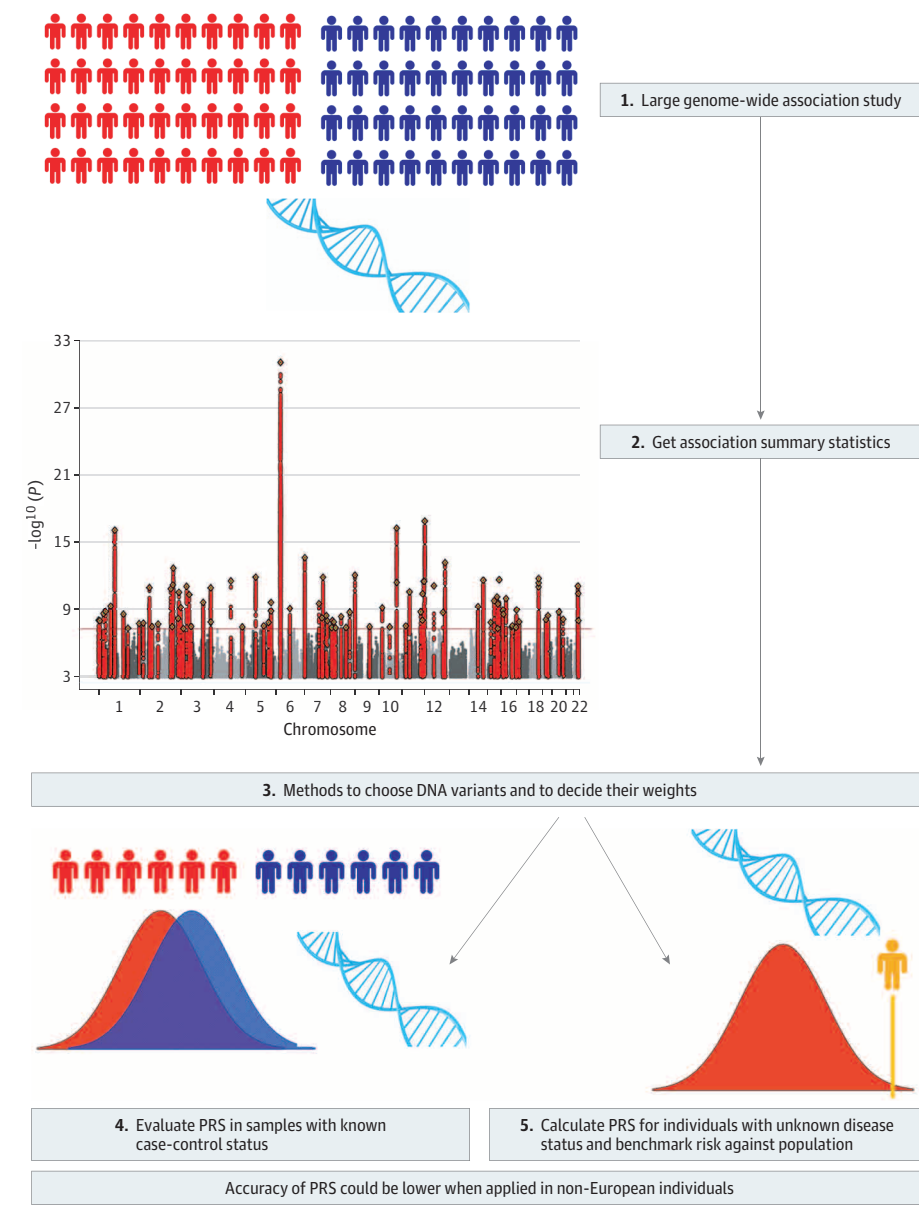 1. Large genome-wide association study
33
27
21
15
9
3
-log10 (P)
2. Get association summary statistics
1 2 3 4 5 6 7 8 9 10 12 14 16 18 20 22
Chromosome
3. Methods to choose DNA variants and to decide their weights
4. Evaluate PRS in samples with known
case-control status
5. Calculate PRS for individuals with unknown disease
status and benchmark risk against population
Accuracy of PRS could be lower when applied in non-European individuals